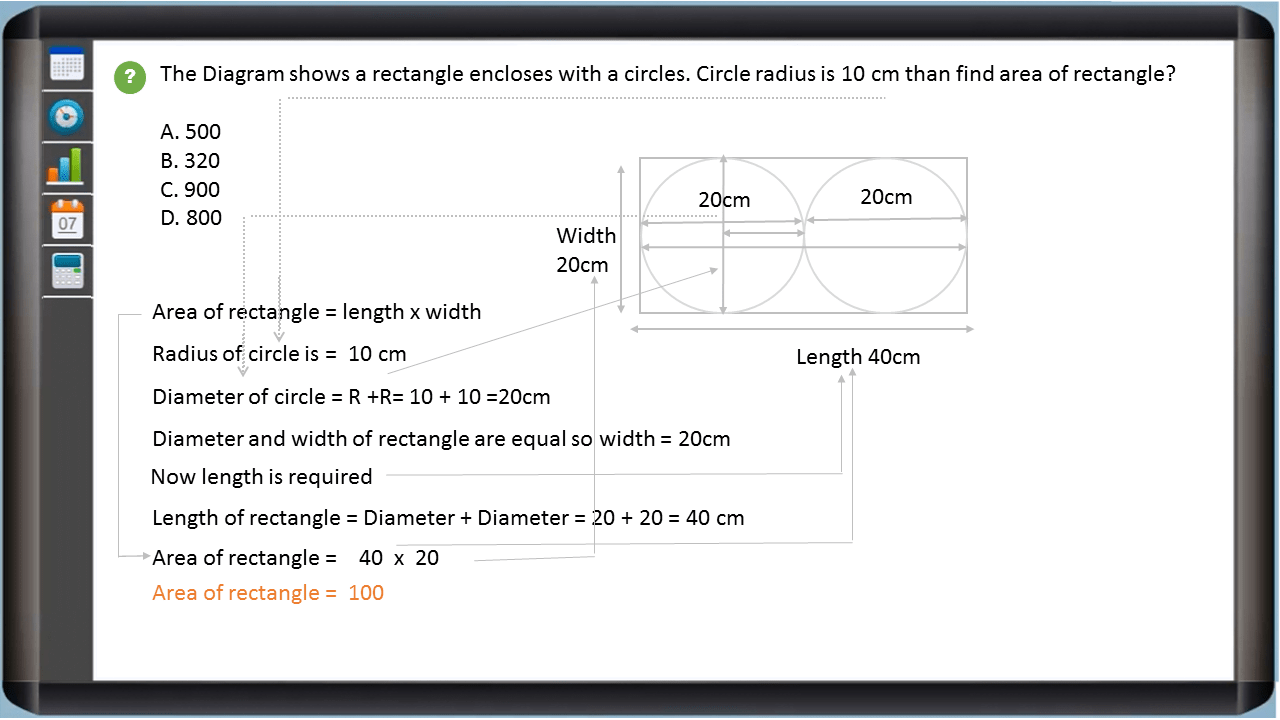 ? The Diagram shows a rectangle encloses with a circles. Circle radius is 10 cm than find area of rectangle?
A. 500
B. 320
C. 900
D. 800
07
20cm
20cm
Width
20cm
Length 40cm
Area of rectangle = length x width
Radius of circle is = 10 cm
Diameter of circle = R +R= 10 + 10 =20cm
Diameter and width of rectangle are equal so width = 20cm
Now length is required
Length of rectangle = Diameter + Diameter = 20 + 20 = 40 cm
Area of rectangle = 40 x 20
Area of rectangle = 100